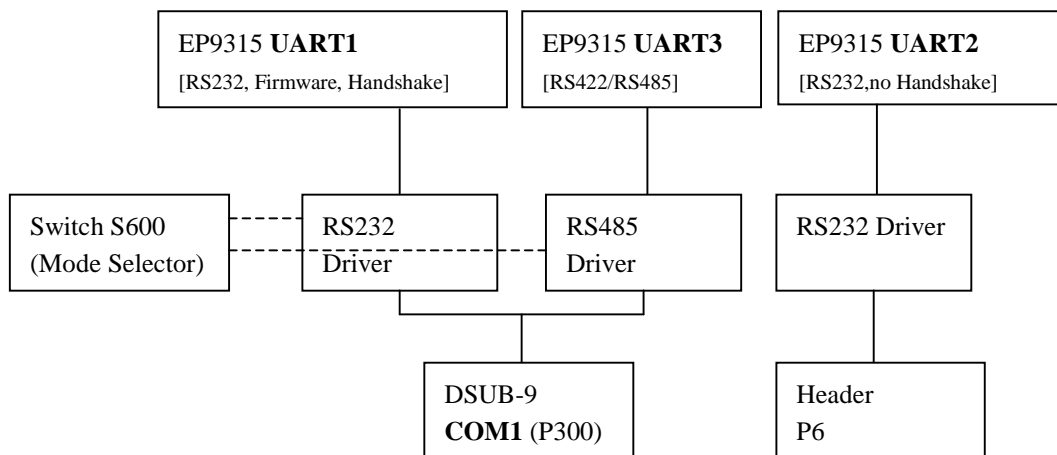 EP9315 UART1
[RS232, Firmware, Handshake]
EP9315 UART3
[RS422/RS485]
EP9315 UART2
[RS232,no Handshake]
Switch S600
(Mode Selector)
RS232
Driver
RS485
Driver
RS232 Driver
DSUB-9
COM1 (P300)
Header
P6